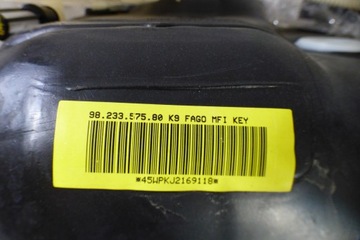 98.233.575.80 K9 FAGO MFI KEY
*45WPKJ2169118*